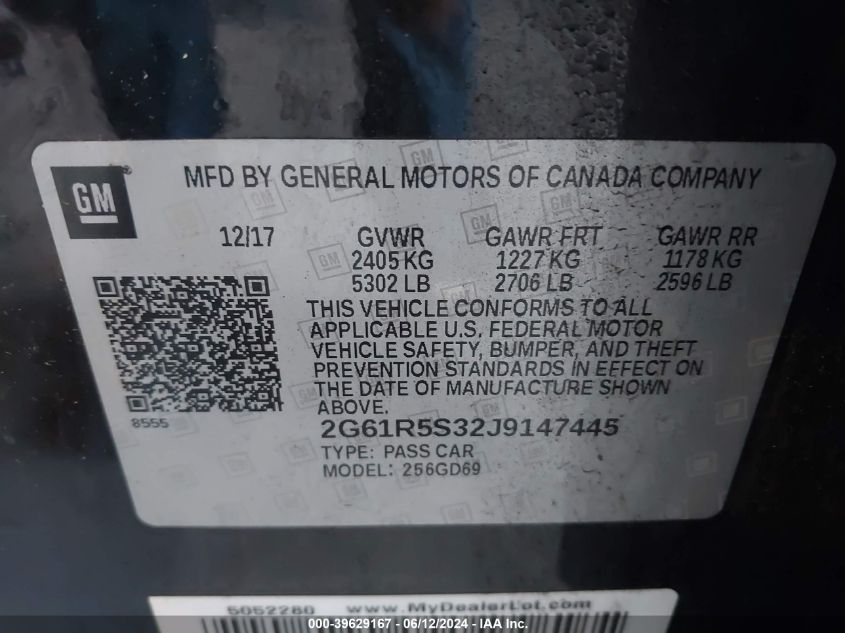 GM
MFD BY GENERAL MOTORS OF CANADA COMPANY
12/17 GVWR GAWR FRT GAWR RR
2405 KG 1227 KG 1178 KG
5302 LB 2706 LB 2596 LB
THIS VEHICLE CONFORMS TO ALL
APPLICABLE U.S. FEDERAL MOTOR
VEHICLE SAFETY, BUMPER, AND THEFT
PREVENTION STANDARDS IN EFFECT ON
THE DATE OF MANUFACTURE SHOWN
ABOVE.
8555
2G61R5S32J9147445
TYPE: PASS CAR
MODEL: 256GD69
5052280 www.MyDealerLot.com
000-39629167 - 06/12/2024 - IAA Inc.